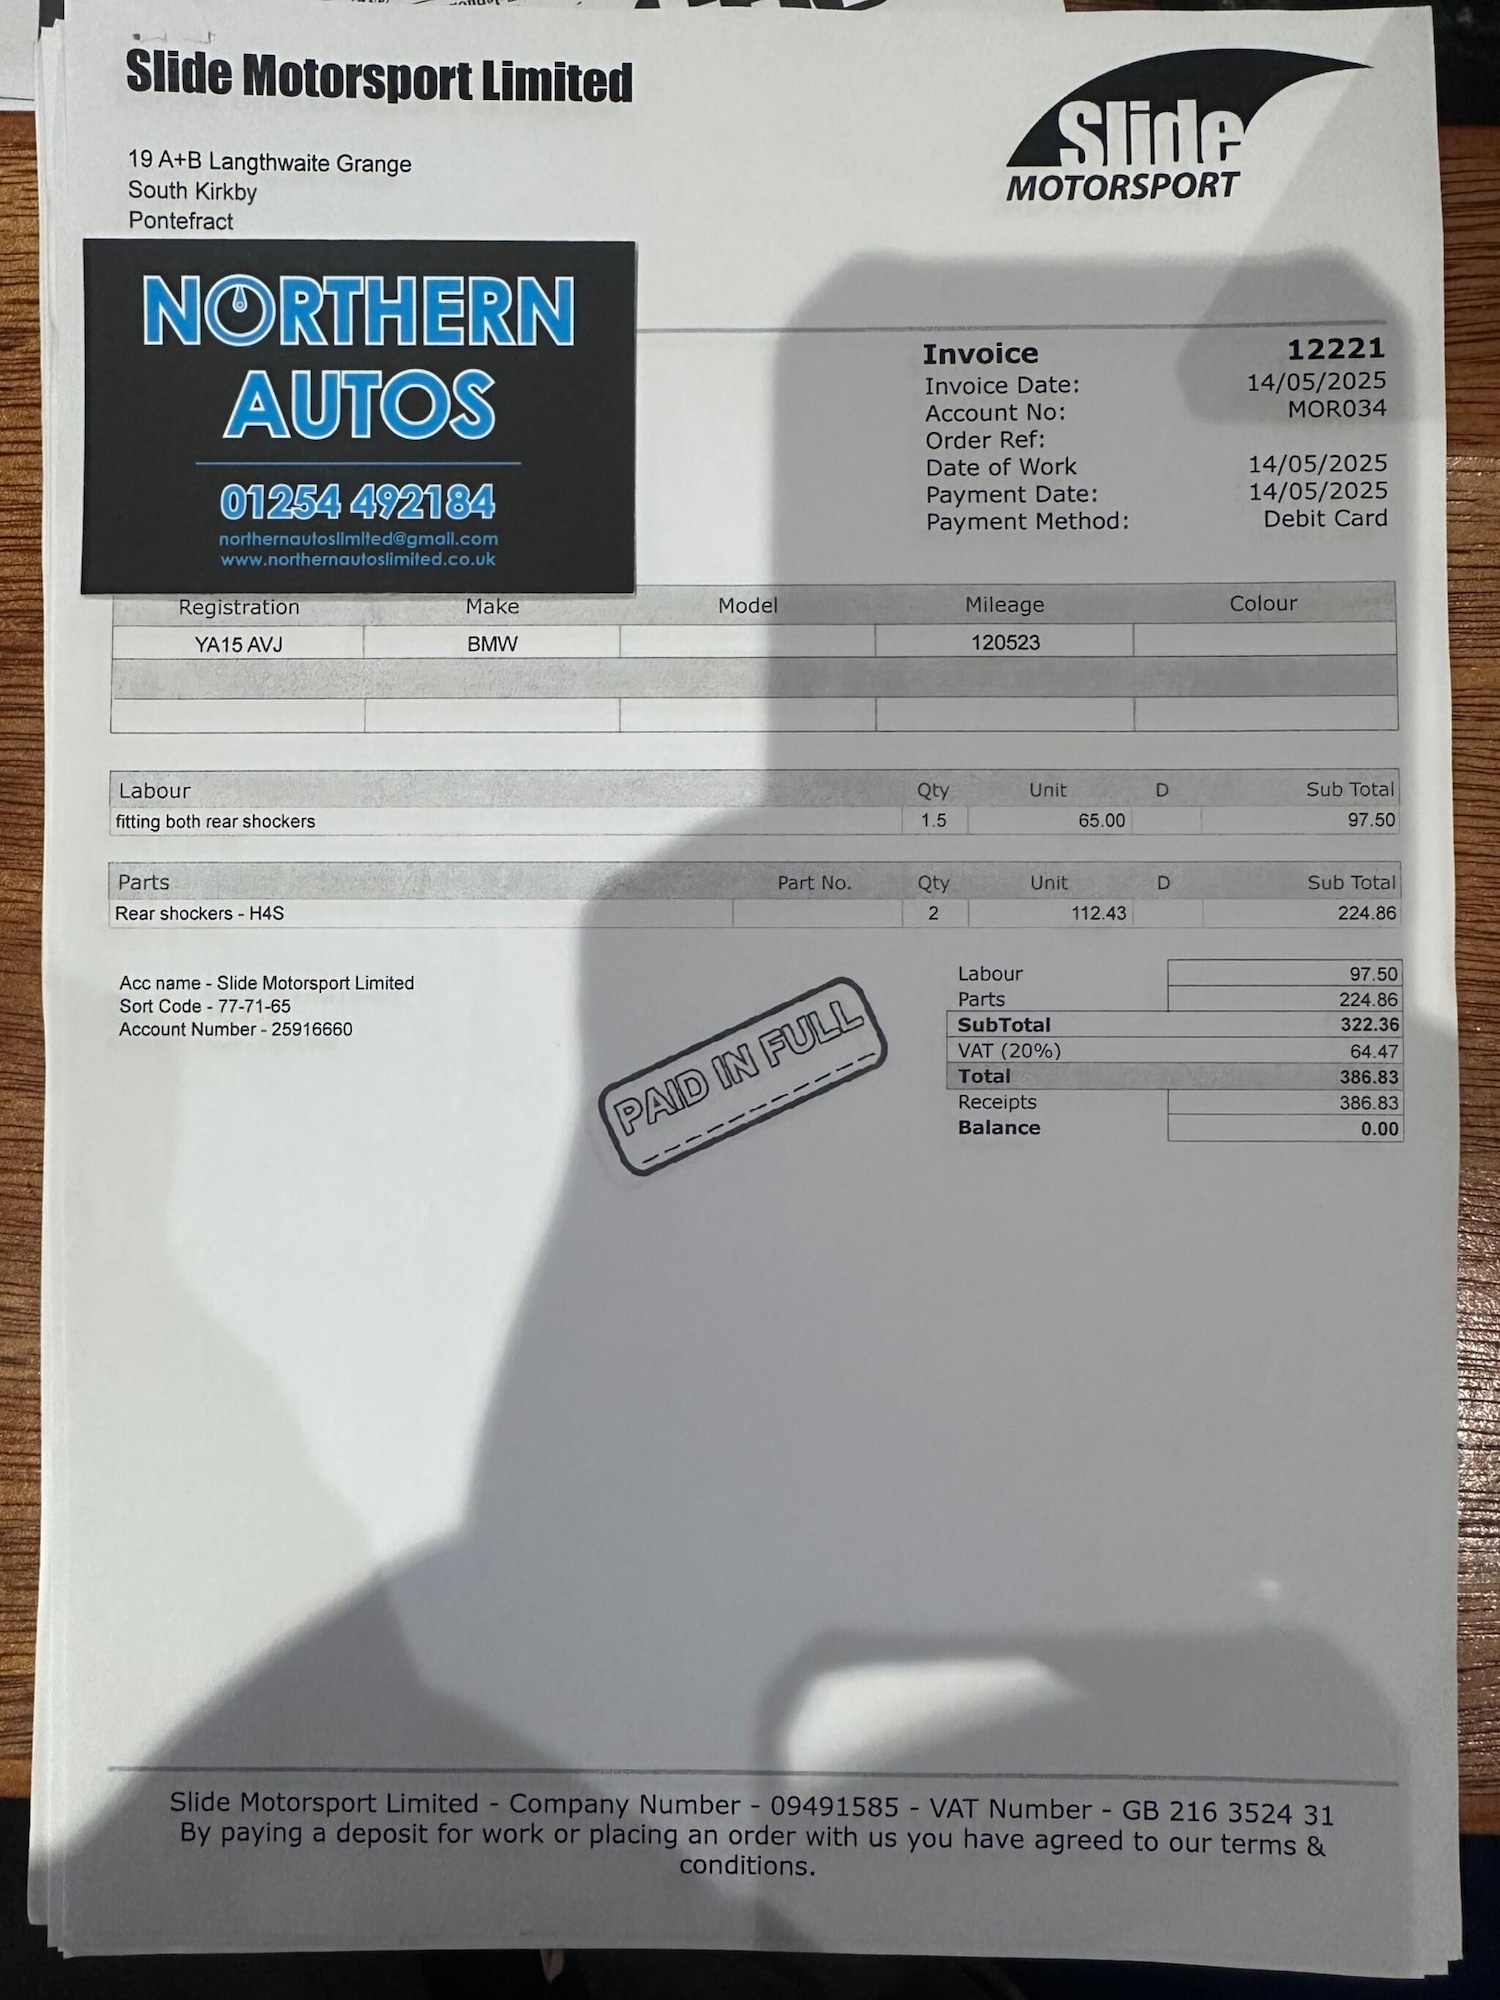 Slide Motorsport Limited
Slide
MOTORSPORT
19 A+B Langthwaite Grange
South Kirkby
Pontefract
NORTHERN
AUTOS
01254 492184
northernautoslimited@gmail.com
www.northernautoslimited.co.uk
Invoice 12221
Invoice Date: 14/05/2025
Account No: MOR034
Order Ref:
Date of Work 14/05/2025
Payment Date: 14/05/2025
Payment Method: Debit Card
Registration Make Model Mileage Colour
YA15 AVJ BMW 120523
Labour Qty Unit D Sub Total
fitting both rear shockers 1.5 65.00 97.50
Parts Part No. Qty Unit D Sub Total
Rear shockers - H4S 2 112.43 224.86
Acc name - Slide Motorsport Limited
Sort Code - 77-71-65
Account Number - 25916660
PAID IN FULL
Labour 97.50
Parts 224.86
SubTotal 322.36
VAT (20%) 64.47
Total 386.83
Receipts 386.83
Balance 0.00
Slide Motorsport Limited - Company Number - 09491585 - VAT Number - GB 216 3524 31
By paying a deposit for work or placing an order with us you have agreed to our terms &
conditions.